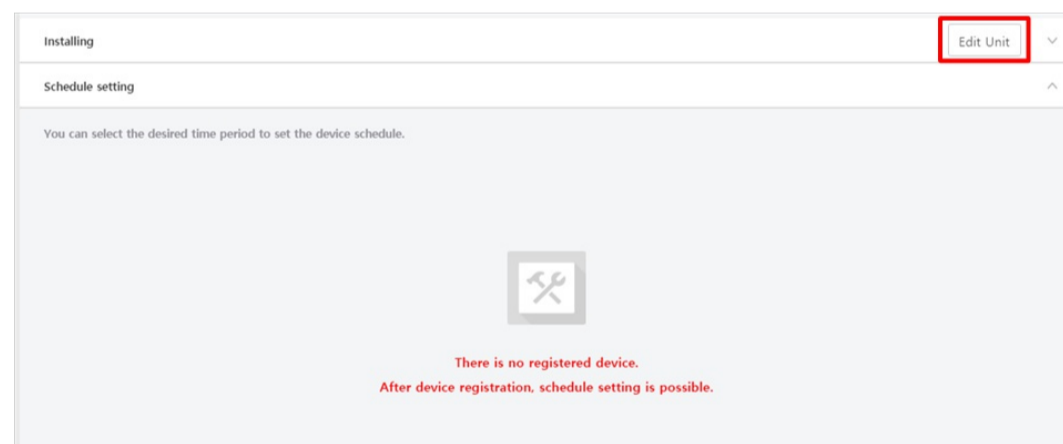 Installing
Edit Unit
Schedule setting
You can select the desired time period to set the device schedule.
There is no registered device.
After device registration, schedule setting is possible.